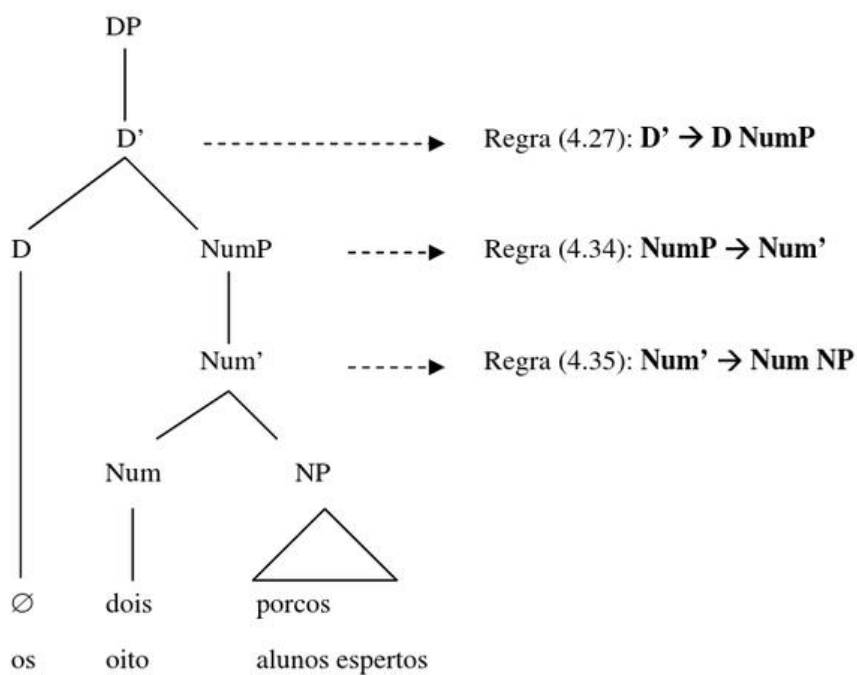 DP
D’ Regra (4.27): D’ → D NumP
D NumP Regra (4.34): NumP → Num’
Num’ Regra (4.35): Num’ → Num NP
Num NP
∅ dois porcos
os oito alunos espertos